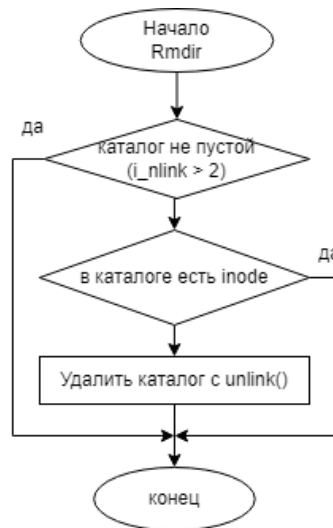 Начало
Rmdir
да
каталог не пустой
(i_nlink > 2)
в каталоге есть inode
да
Удалить каталог с unlink()
конец